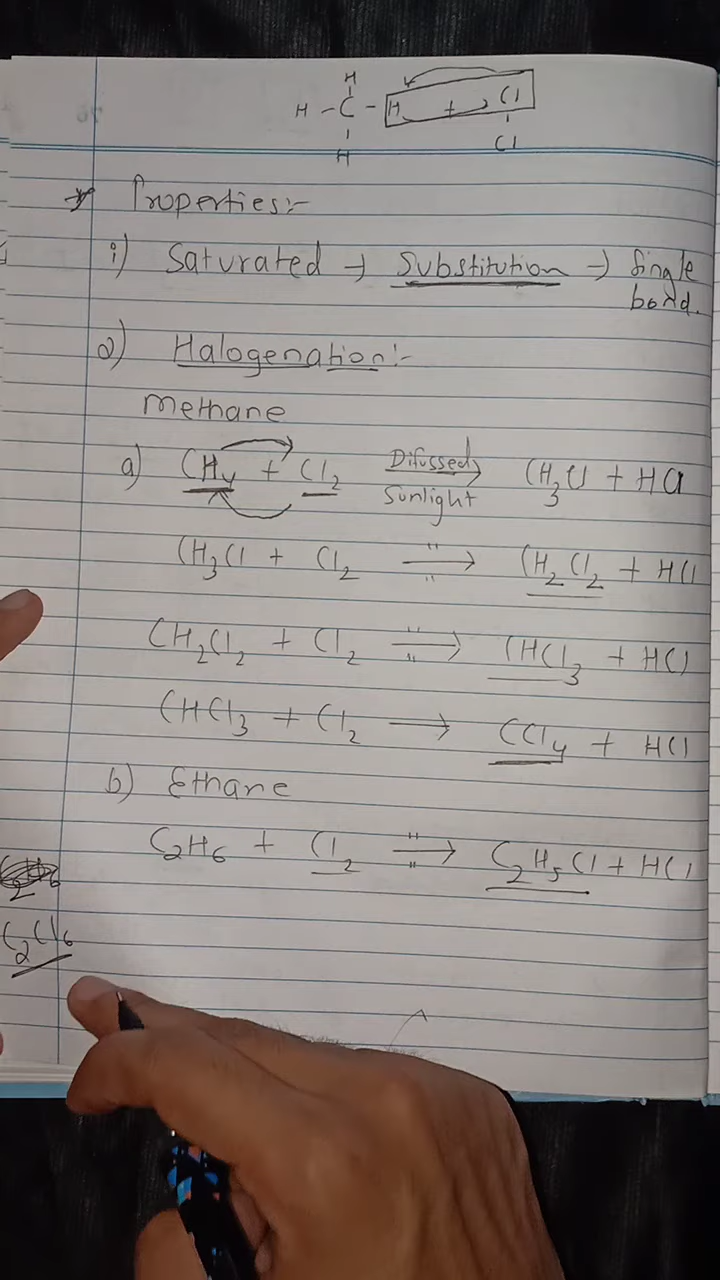 H
H - C - H + Cl
H Cl
* Properties:-
i) Saturated → Substitution → Single
bond.
2) Halogenation:-
Methane
a) CH4 + Cl2 Difussed Sunlight → CH3Cl + HCl
CH3Cl + Cl2 " " → CH2Cl2 + HCl
CH2Cl2 + Cl2 " " → CHCl3 + HCl
CHCl3 + Cl2 → CCl4 + HCl
b) Ethane
C2H6 + Cl2 " " → C2H5Cl + HCl
C2Cl6